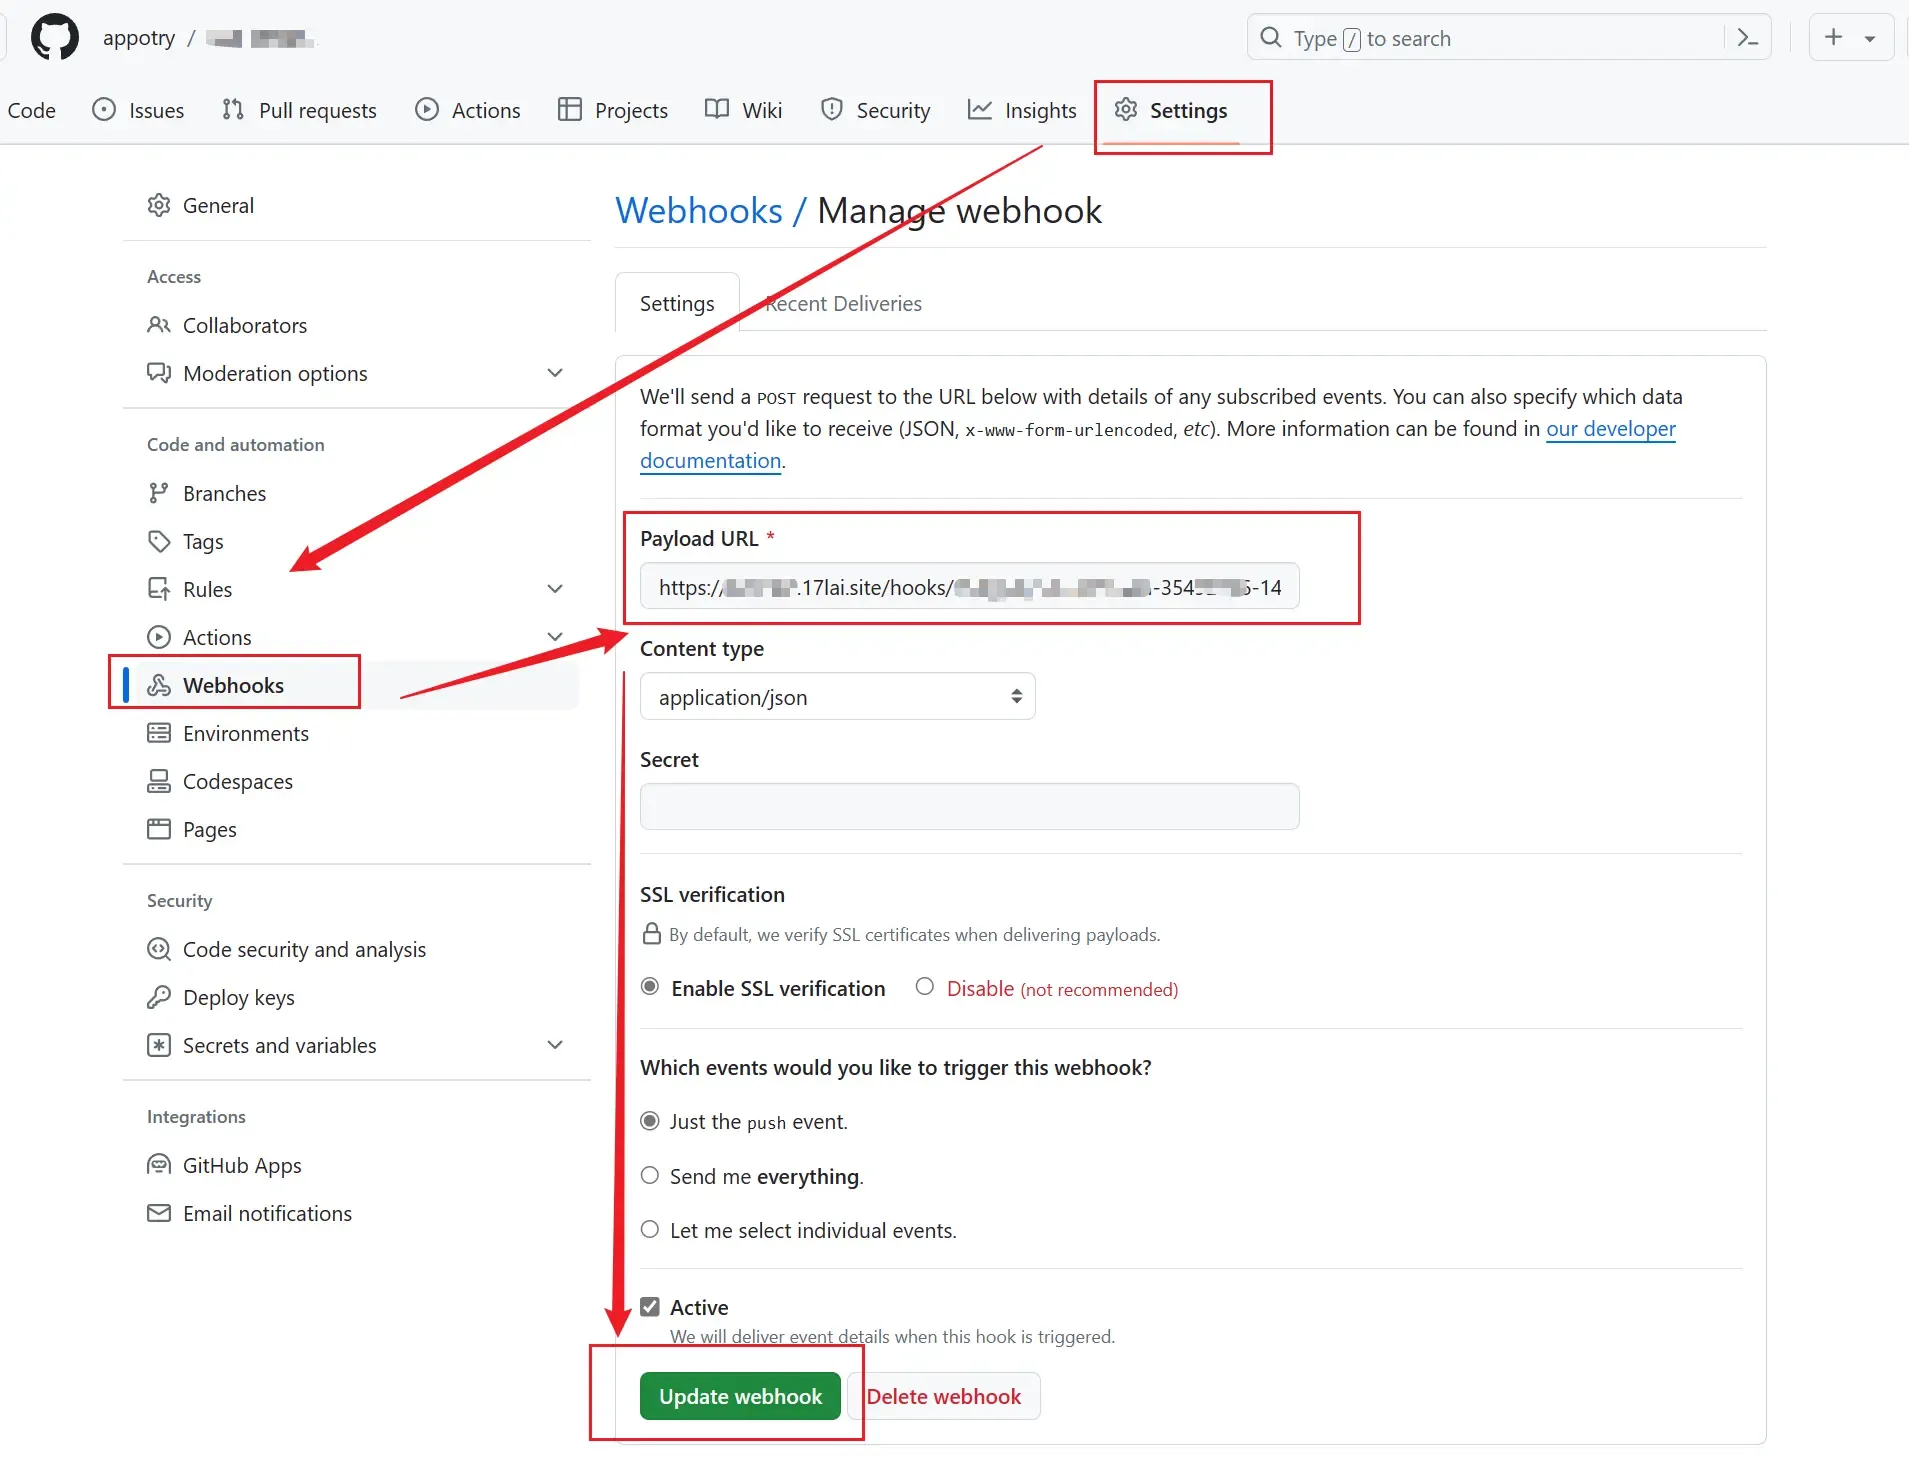 appotry /
Type / to search
Code Issues Pull requests Actions Projects Wiki Security Insights Settings
General
Access
Collaborators
Moderation options
Code and automation
Branches
Tags
Rules
Actions
Webhooks
Environments
Codespaces
Pages
Security
Code security and analysis
Deploy keys
Secrets and variables
Integrations
GitHub Apps
Email notifications
Webhooks / Manage webhook
Settings Recent Deliveries
We'll send a POST request to the URL below with details of any subscribed events. You can also specify which data
format you'd like to receive (JSON, x-www-form-urlencoded, etc). More information can be found in our developer
documentation.
Payload URL *
https:// .17lai.site/hooks/ -354 -14
Content type
application/json
Secret
SSL verification
By default, we verify SSL certificates when delivering payloads.
Enable SSL verification Disable (not recommended)
Which events would you like to trigger this webhook?
Just the push event.
Send me everything.
Let me select individual events.
Active
We will deliver event details when this hook is triggered.
Update webhook Delete webhook